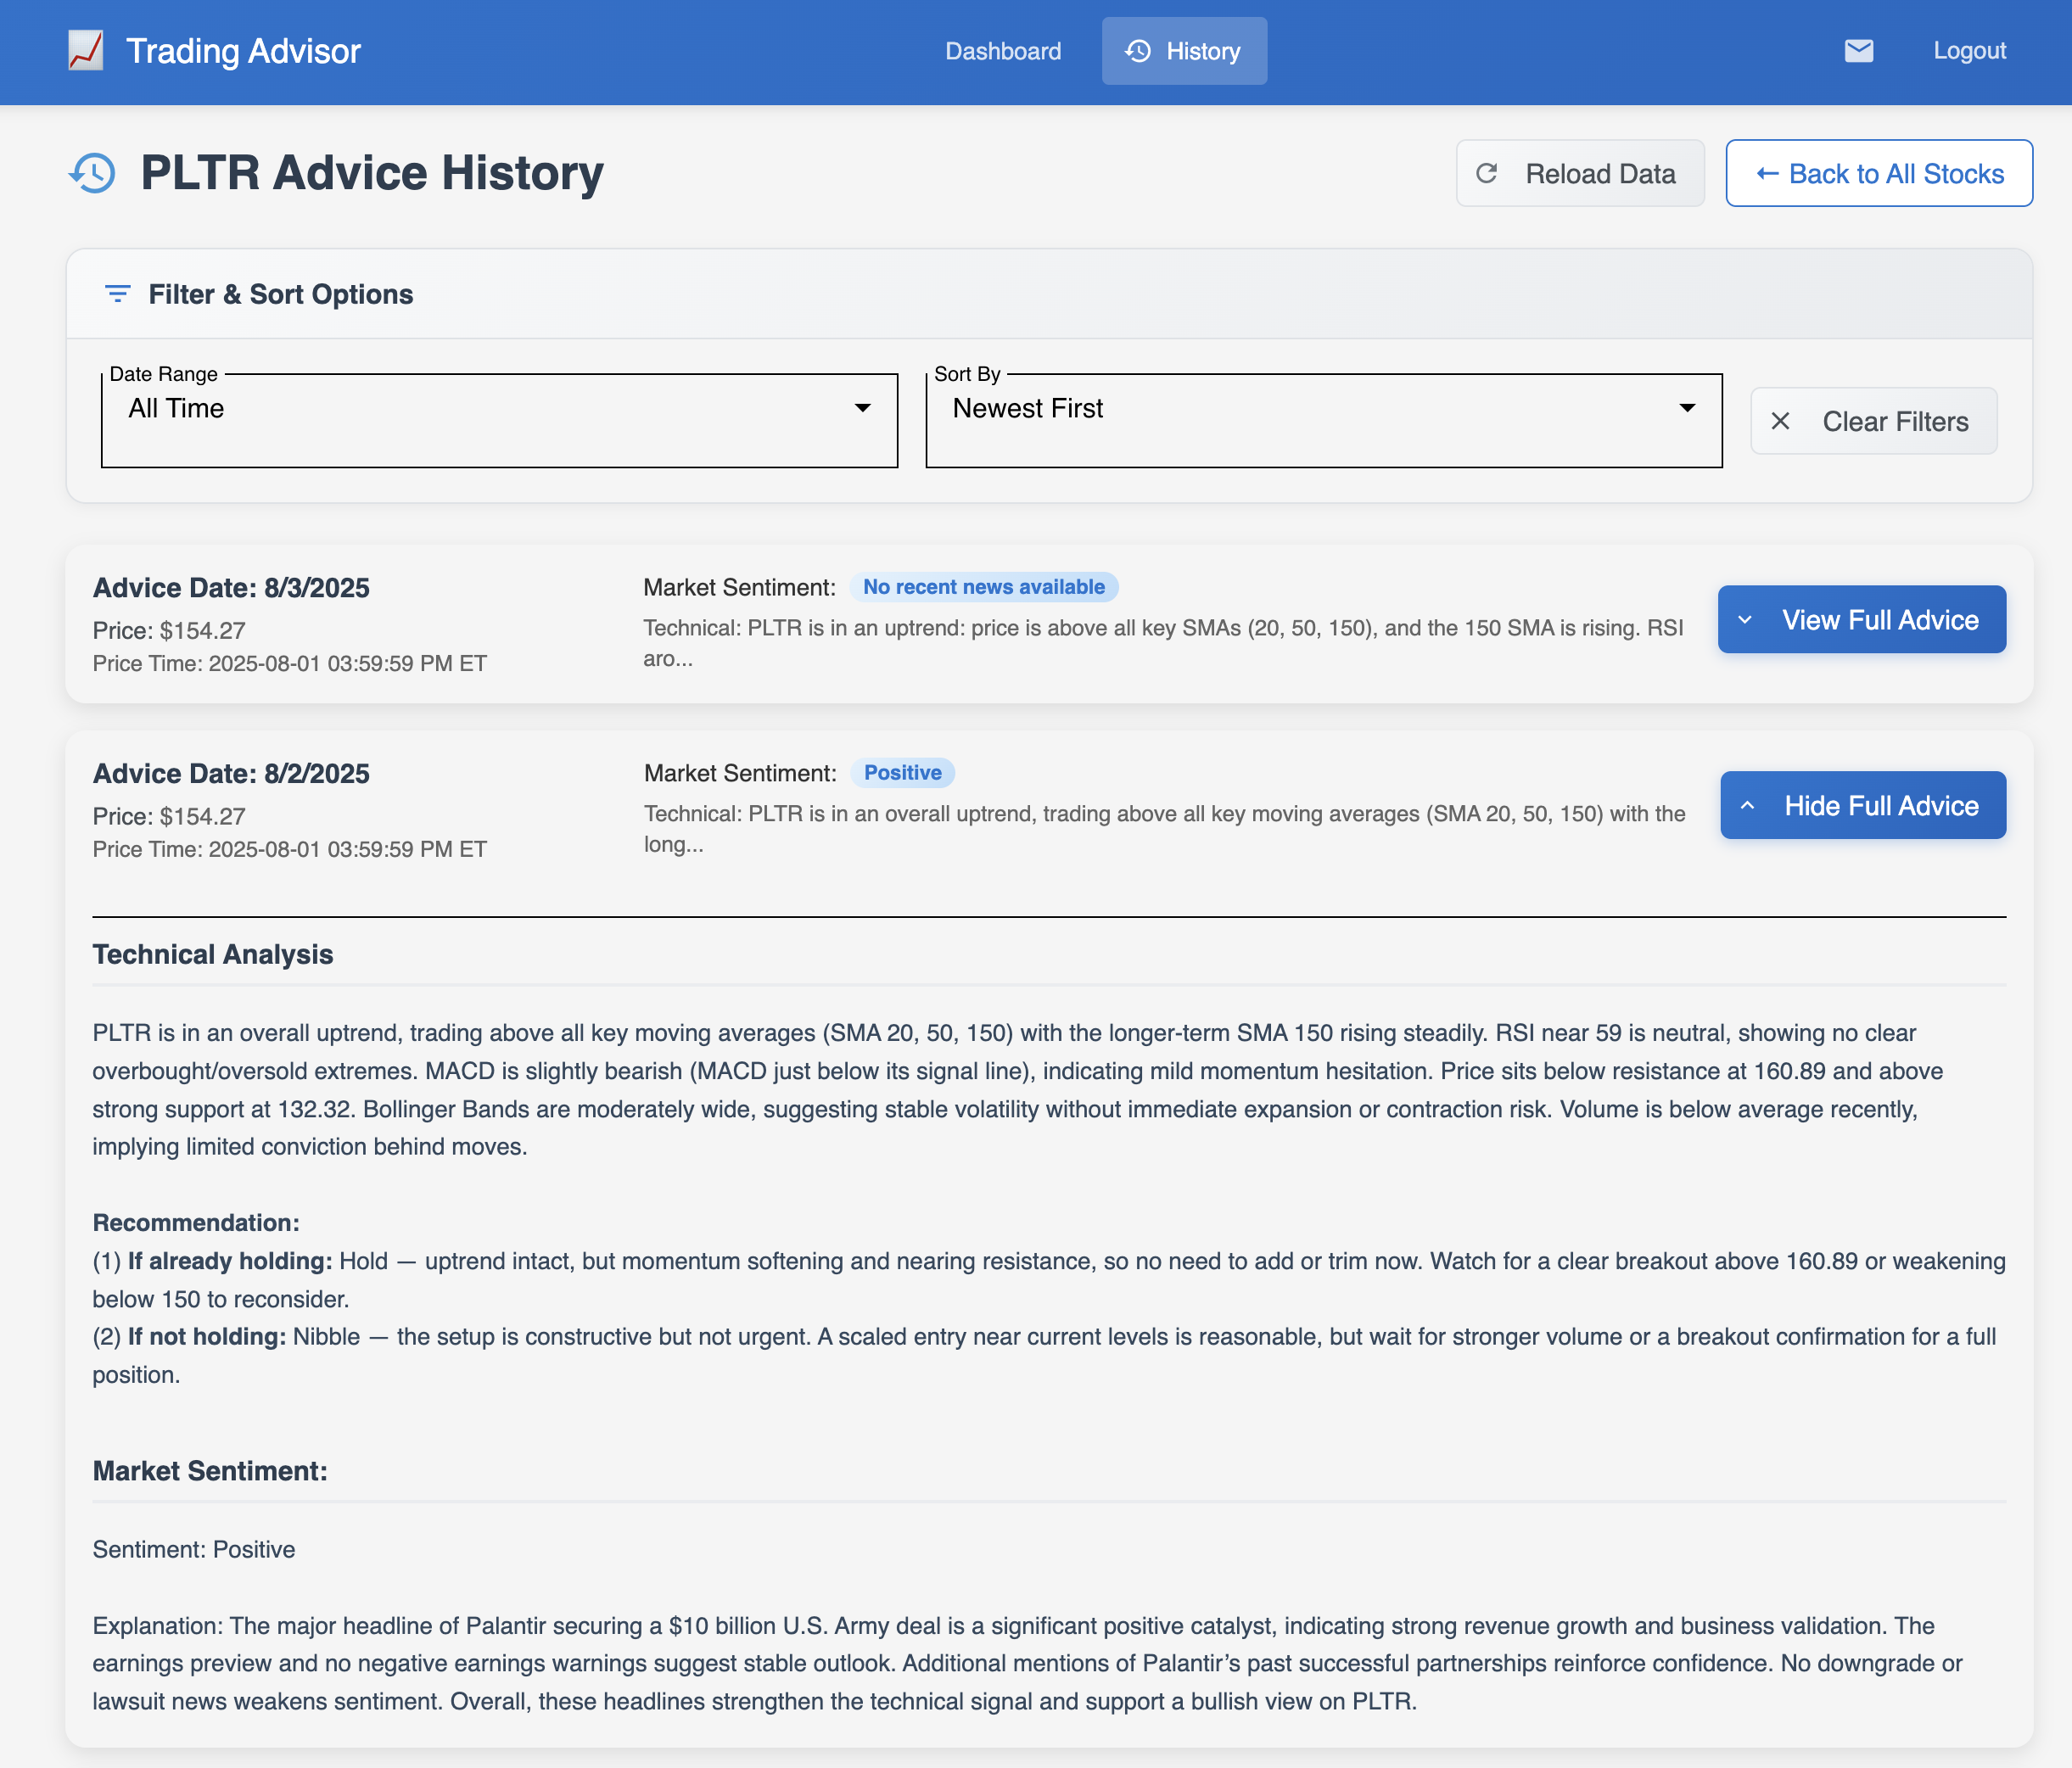 Trading Advisor
Dashboard
History
Logout
PLTR Advice History
Reload Data
← Back to All Stocks
Filter & Sort Options
Date Range
All Time
Sort By
Newest First
Clear Filters
Advice Date: 8/3/2025
Price: $154.27
Price Time: 2025-08-01 03:59:59 PM ET
Market Sentiment: No recent news available
Technical: PLTR is in an uptrend: price is above all key SMAs (20, 50, 150), and the 150 SMA is rising. RSI
aro...
View Full Advice
Advice Date: 8/2/2025
Price: $154.27
Price Time: 2025-08-01 03:59:59 PM ET
Market Sentiment: Positive
Technical: PLTR is in an overall uptrend, trading above all key moving averages (SMA 20, 50, 150) with the
long...
Hide Full Advice
Technical Analysis
PLTR is in an overall uptrend, trading above all key moving averages (SMA 20, 50, 150) with the longer-term SMA 150 rising steadily. RSI near 59 is neutral, showing no clear
overbought/oversold extremes. MACD is slightly bearish (MACD just below its signal line), indicating mild momentum hesitation. Price sits below resistance at 160.89 and above
strong support at 132.32. Bollinger Bands are moderately wide, suggesting stable volatility without immediate expansion or contraction risk. Volume is below average recently,
implying limited conviction behind moves.
Recommendation:
(1) If already holding: Hold — uptrend intact, but momentum softening and nearing resistance, so no need to add or trim now. Watch for a clear breakout above 160.89 or weakening
below 150 to reconsider.
(2) If not holding: Nibble — the setup is constructive but not urgent. A scaled entry near current levels is reasonable, but wait for stronger volume or a breakout confirmation for a full
position.
Market Sentiment:
Sentiment: Positive
Explanation: The major headline of Palantir securing a $10 billion U.S. Army deal is a significant positive catalyst, indicating strong revenue growth and business validation. The
earnings preview and no negative earnings warnings suggest stable outlook. Additional mentions of Palantir’s past successful partnerships reinforce confidence. No downgrade or
lawsuit news weakens sentiment. Overall, these headlines strengthen the technical signal and support a bullish view on PLTR.